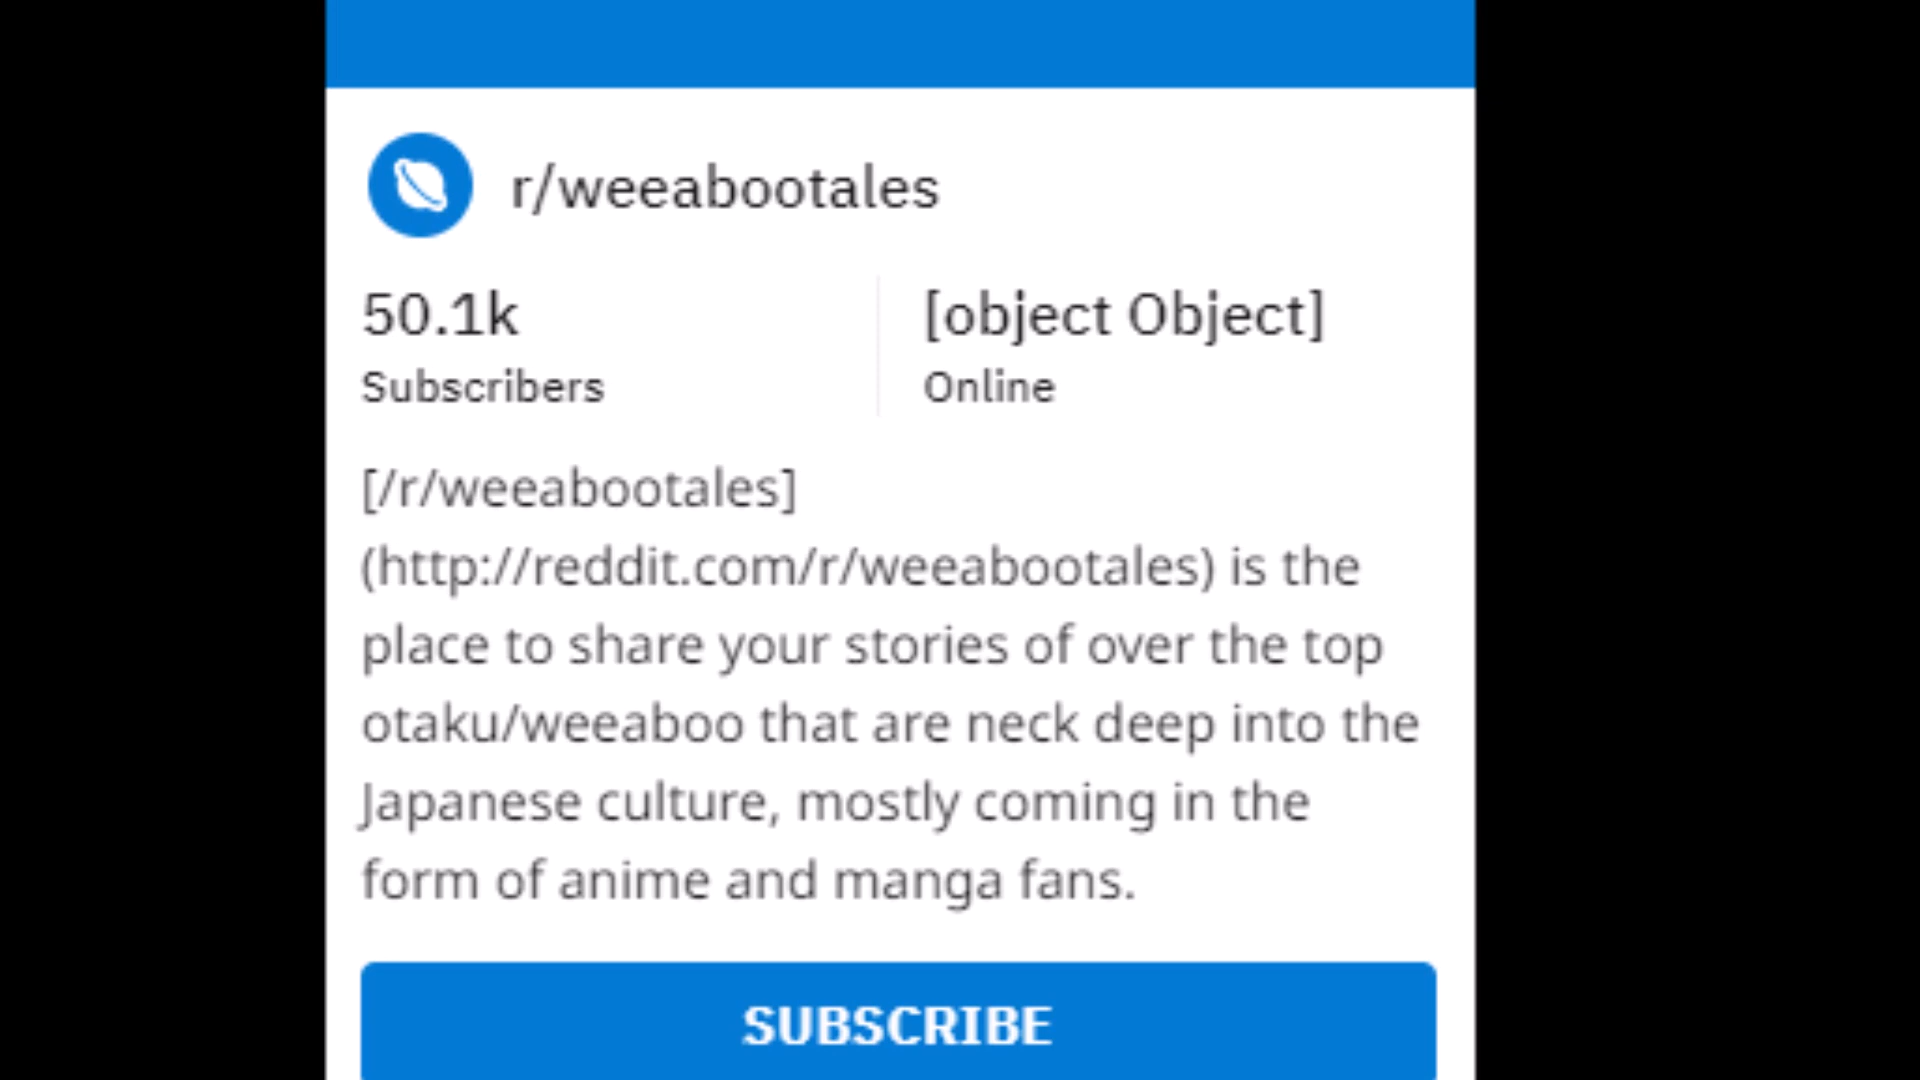 r/weeabootales
50.1k
[object Object]
Subscribers
Online
[/r/weeabootales]
(http://reddit.com/r/weeabootales) is the
place to share your stories of over the top
otaku/weeaboo that are neck deep into the
Japanese culture, mostly coming in the
form of anime and manga fans.
SUBSCRIBE